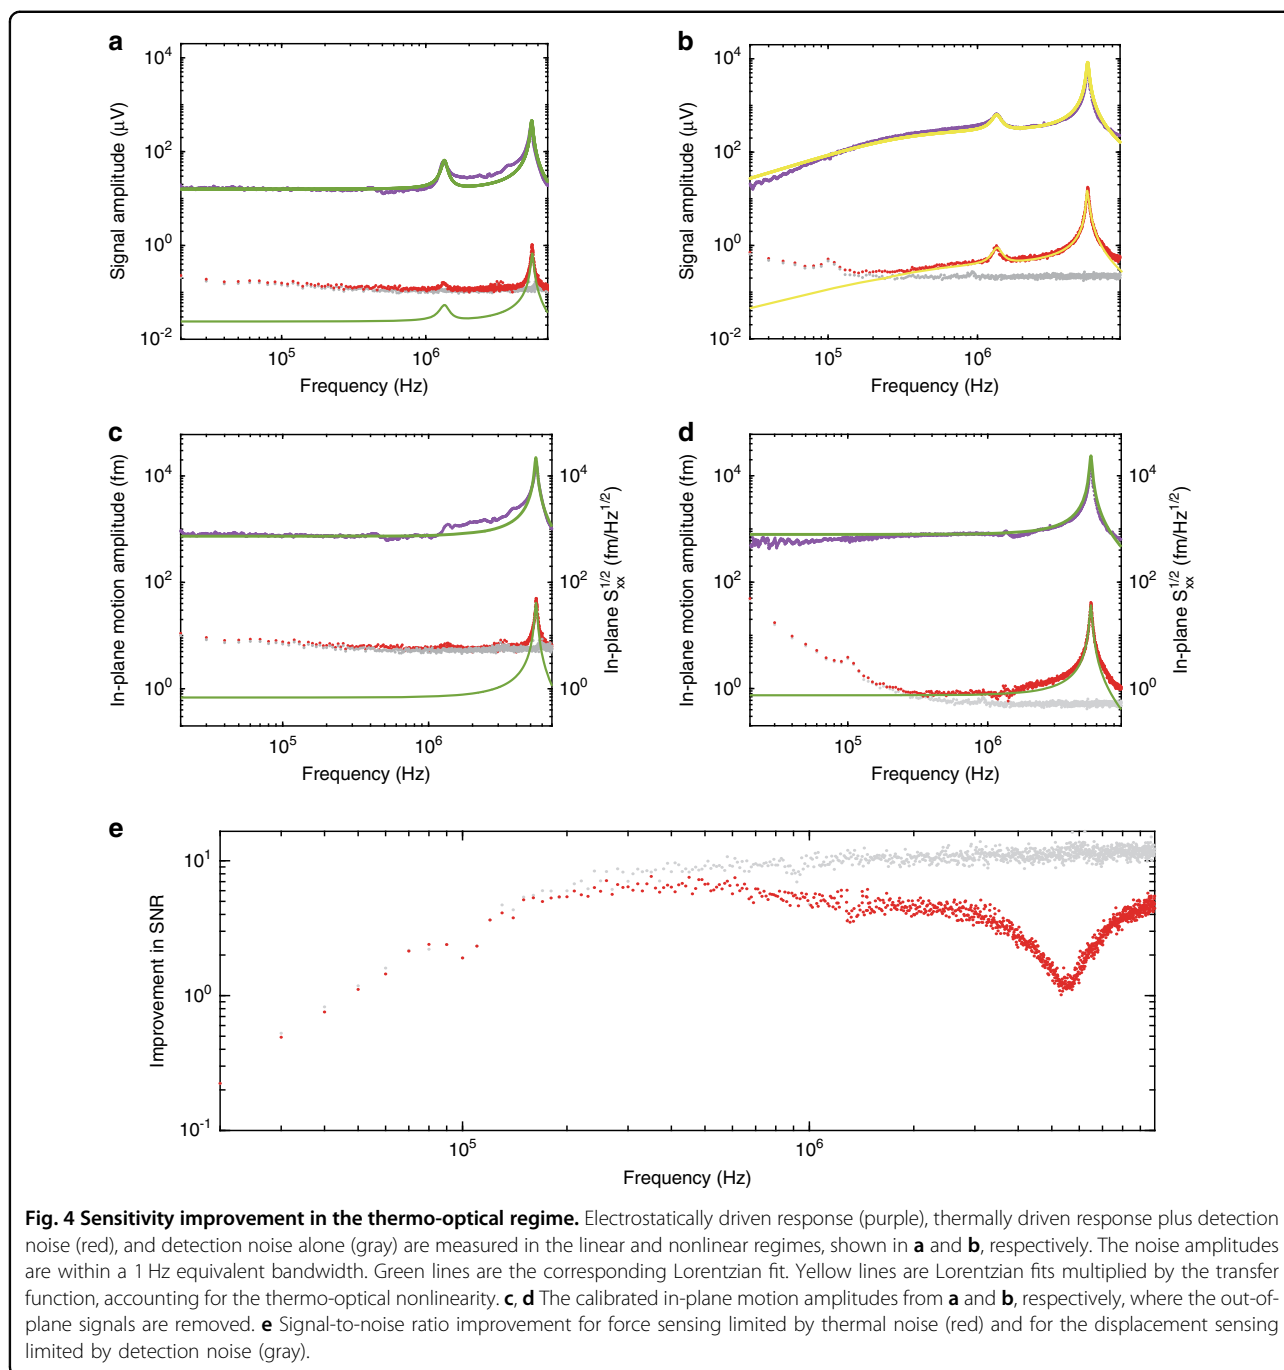 a
Signal amplitude (μV)
10^4
10^2
10^0
10^-2
10^5
10^6
Frequency (Hz)
b
Signal amplitude (μV)
10^4
10^2
10^0
10^-2
10^5
10^6
Frequency (Hz)
c
In-plane motion amplitude (fm)
10^4
10^2
10^0
10^5
10^6
Frequency (Hz)
10^4
10^2
10^0
In-plane S_xx^1/2 (fm/Hz^1/2)
d
In-plane motion amplitude (fm)
10^4
10^2
10^0
10^5
10^6
Frequency (Hz)
10^4
10^2
10^0
In-plane S_xx^1/2 (fm/Hz^1/2)
e
Improvement in SNR
10^1
10^0
10^-1
10^5
10^6
Frequency (Hz)
Fig. 4 Sensitivity improvement in the thermo-optical regime. Electrostatically driven response (purple), thermally driven response plus detection
noise (red), and detection noise alone (gray) are measured in the linear and nonlinear regimes, shown in a and b, respectively. The noise amplitudes
are within a 1 Hz equivalent bandwidth. Green lines are the corresponding Lorentzian fit. Yellow lines are Lorentzian fits multiplied by the transfer
function, accounting for the thermo-optical nonlinearity. c, d The calibrated in-plane motion amplitudes from a and b, respectively, where the out-of-
plane signals are removed. e Signal-to-noise ratio improvement for force sensing limited by thermal noise (red) and for the displacement sensing
limited by detection noise (gray).